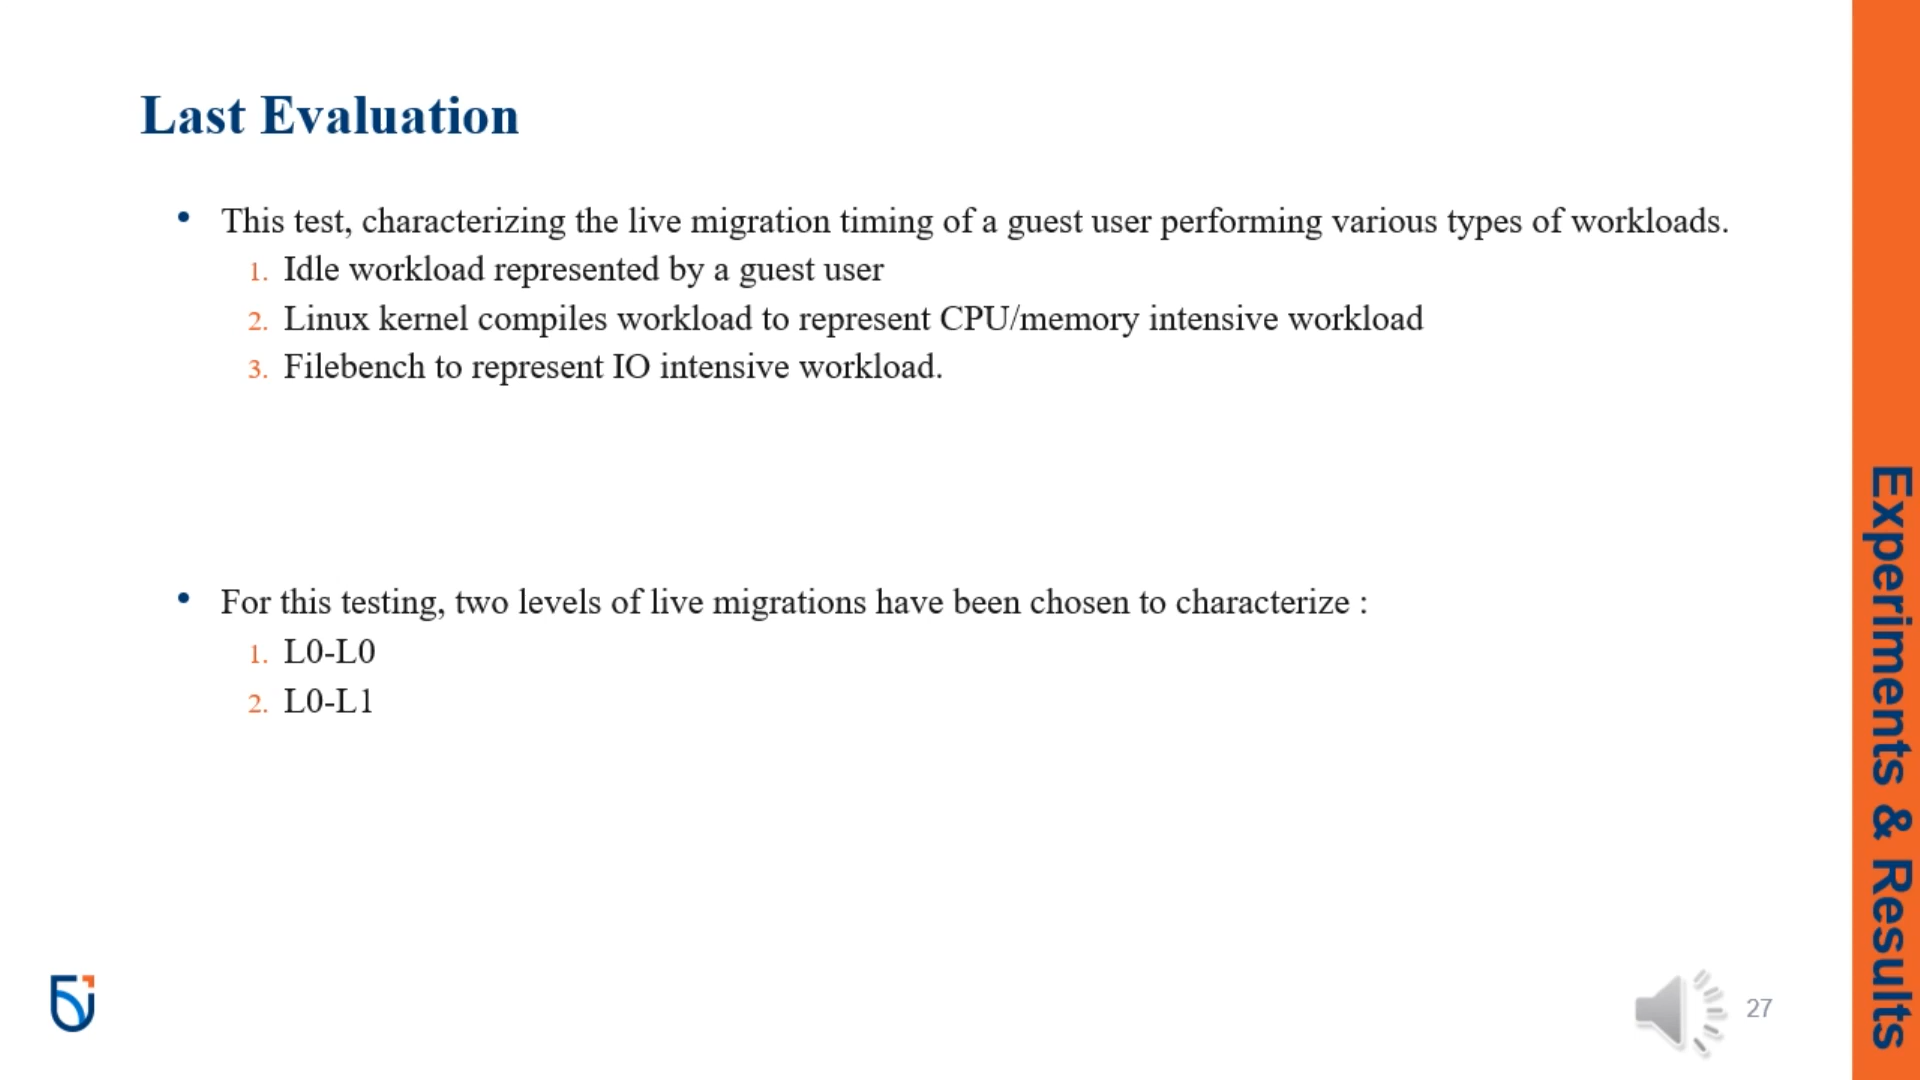 Last Evaluation
• This test, characterizing the live migration timing of a guest user performing various types of workloads.
1. Idle workload represented by a guest user
2. Linux kernel compiles workload to represent CPU/memory intensive workload
3. Filebench to represent IO intensive workload.
• For this testing, two levels of live migrations have been chosen to characterize :
1. L0-L0
2. L0-L1
Experiments & Results
27